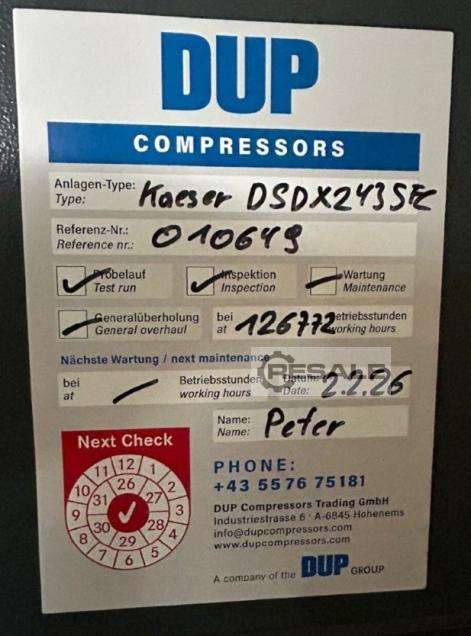 DUP
COMPRESSORS
Anlagen-Type:
Type: Kaeser DSDX243SFC
Referenz-Nr.:
Reference nr.: 010649
Probelauf
Test run
Inspektion
Inspection
Wartung
Maintenance
Generalüberholung
General overhaul
bei
at 126772 Betriebsstunden
working hours
Nächste Wartung / next maintenance
bei
at
Betriebsstunden
working hours
RESALE
Datum:
Date: 2.2.26
Name:
Name: Peter
Next Check
11 12 1
10 2
9 3
8 4
7 6 5
26
31 27
30 28
29
PHONE:
+43 5576 75181
DUP Compressors Trading GmbH
Industriestrasse 6 · A-6845 Hohenems
info@dupcompressors.com
www.dupcompressors.com
A company of the DUP GROUP